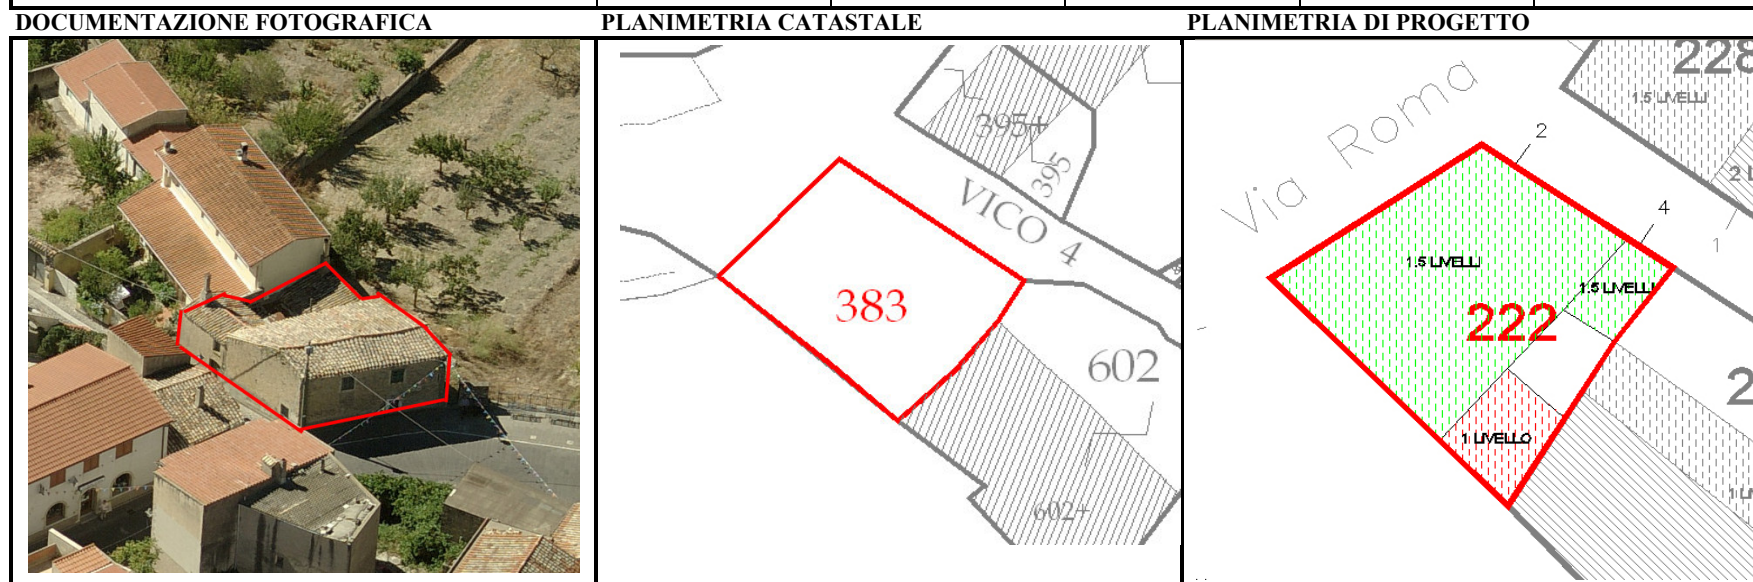 DOCUMENTAZIONE FOTOGRAFICA
PLANIMETRIA CATASTALE
PLANIMETRIA DI PROGETTO
395+
395
VICO 4
383
602
602+
Via Roma
228
1.5 LIVELLI
2
4
1
1.5 LIVELLI
1.5 LIVELLI
222
1 LIVELLO